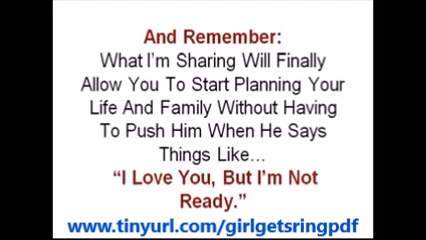 And Remember:
What I'm Sharing Will Finally
Allow You To Start Planning Your
Life And Family Without Having
To Push Him When He Says
Things Like...
“I Love You, But I'm Not
Ready.”
www.tinyurl.com/girlgetsringpdf